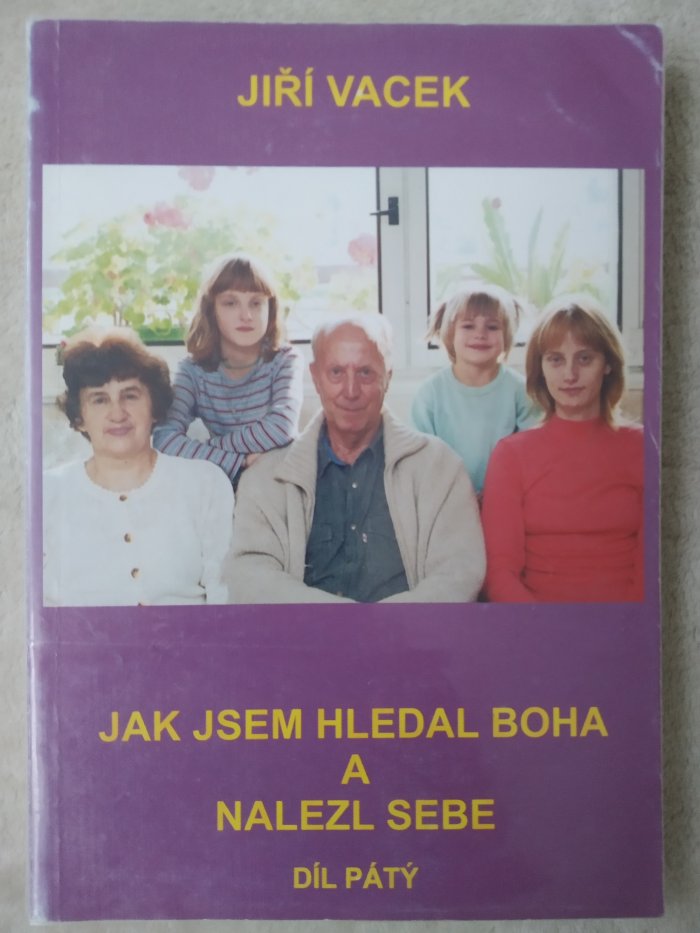 JIŘÍ VACEK
JAK JSEM HLEDAL BOHA
A
NALEZL SEBE
DÍL PÁTÝ